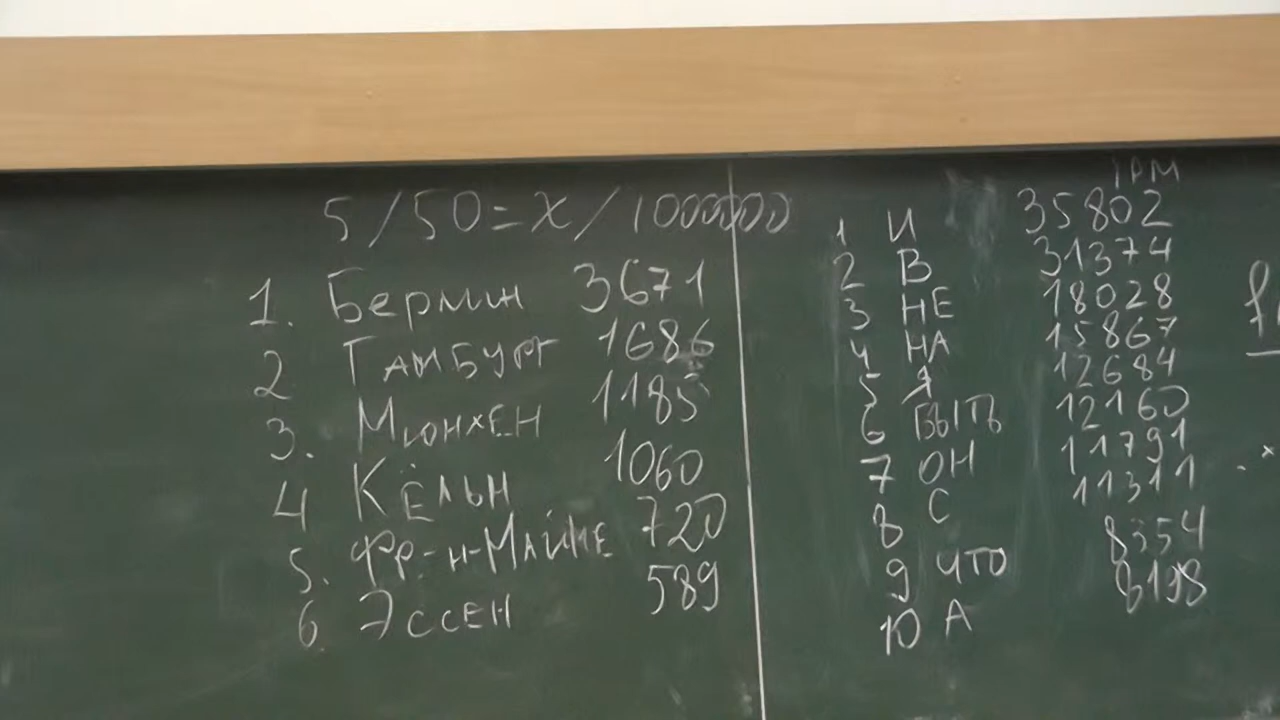 5/50=X/1000000
1. Берлин 3671
2 Гамбург 1686
3. Мюнхен 1185
4 Кёльн 1060
5. Фр-н-Майне 720
6 Эссен 589
IPM
1 И 35802
2 В 31374
3 НЕ 18028
4 НА 15867
5 Я 12684
6 БЫТЬ 12160
7 ОН 11791
8 С 11311
9 ЧТО 8354
10 А 8198